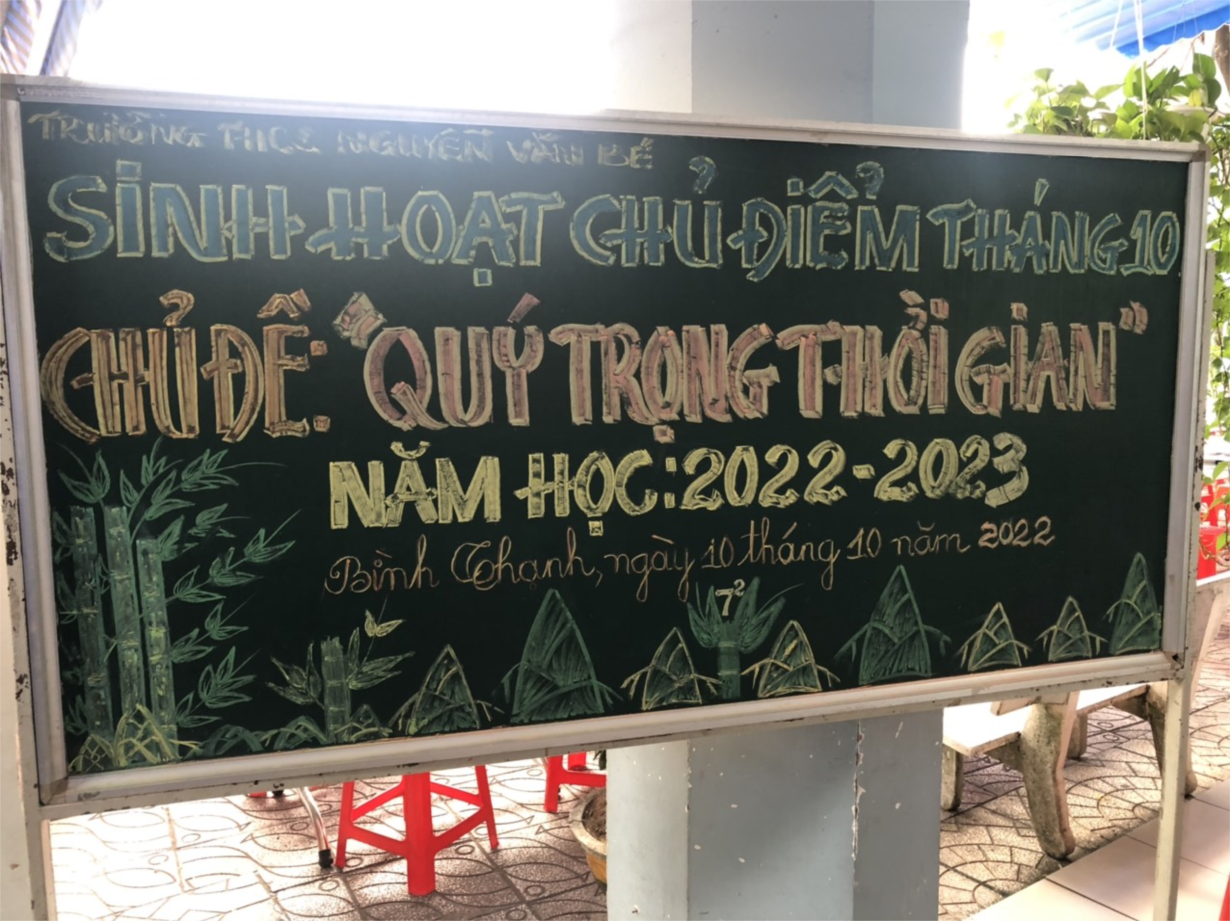 TRƯỜNG THCS NGUYỄN VĂN BÉ
SINH HOẠT CHỦ ĐIỂM THÁNG 10
CHỦ ĐỀ: "QUÝ TRỌNG THỜI GIAN"
NĂM HỌC: 2022-2023
Bình Thạnh, ngày 10 tháng 10 năm 2022
7²